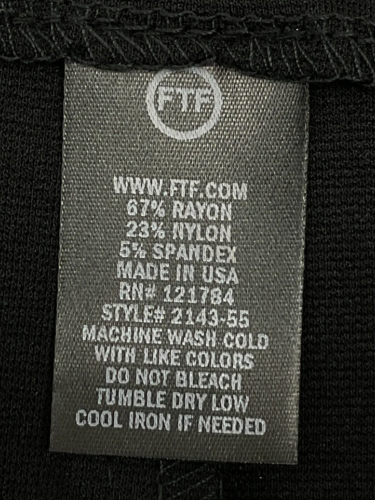 FTF
WWW.FTF.COM
67% RAYON
23% NYLON
5% SPANDEX
MADE IN USA
RN# 121784
STYLE# 2143-55
MACHINE WASH COLD
WITH LIKE COLORS
DO NOT BLEACH
TUMBLE DRY LOW
COOL IRON IF NEEDED